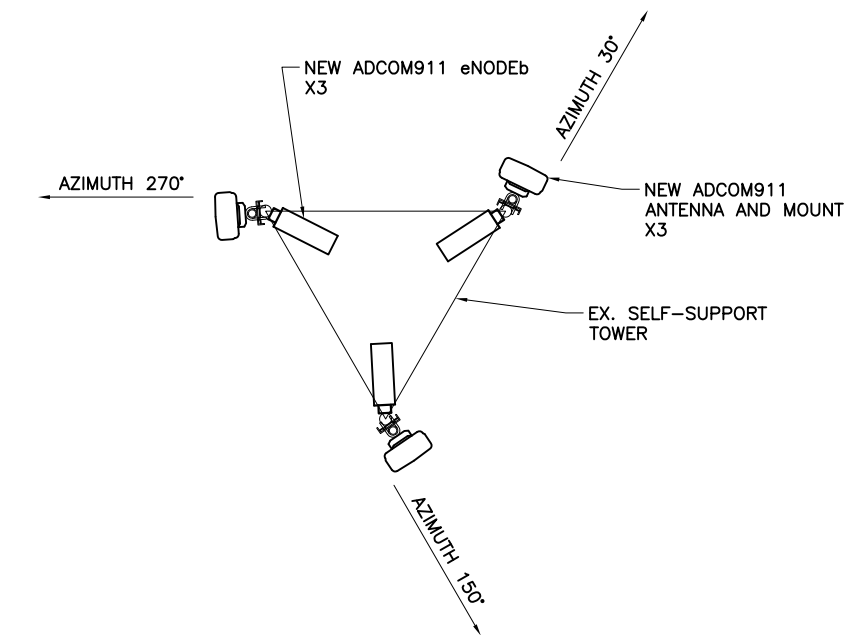 NEW ADCOM911 eNODEb
X3
AZIMUTH 30°
AZIMUTH 270°
NEW ADCOM911
ANTENNA AND MOUNT
X3
EX. SELF-SUPPORT
TOWER
AZIMUTH 150°